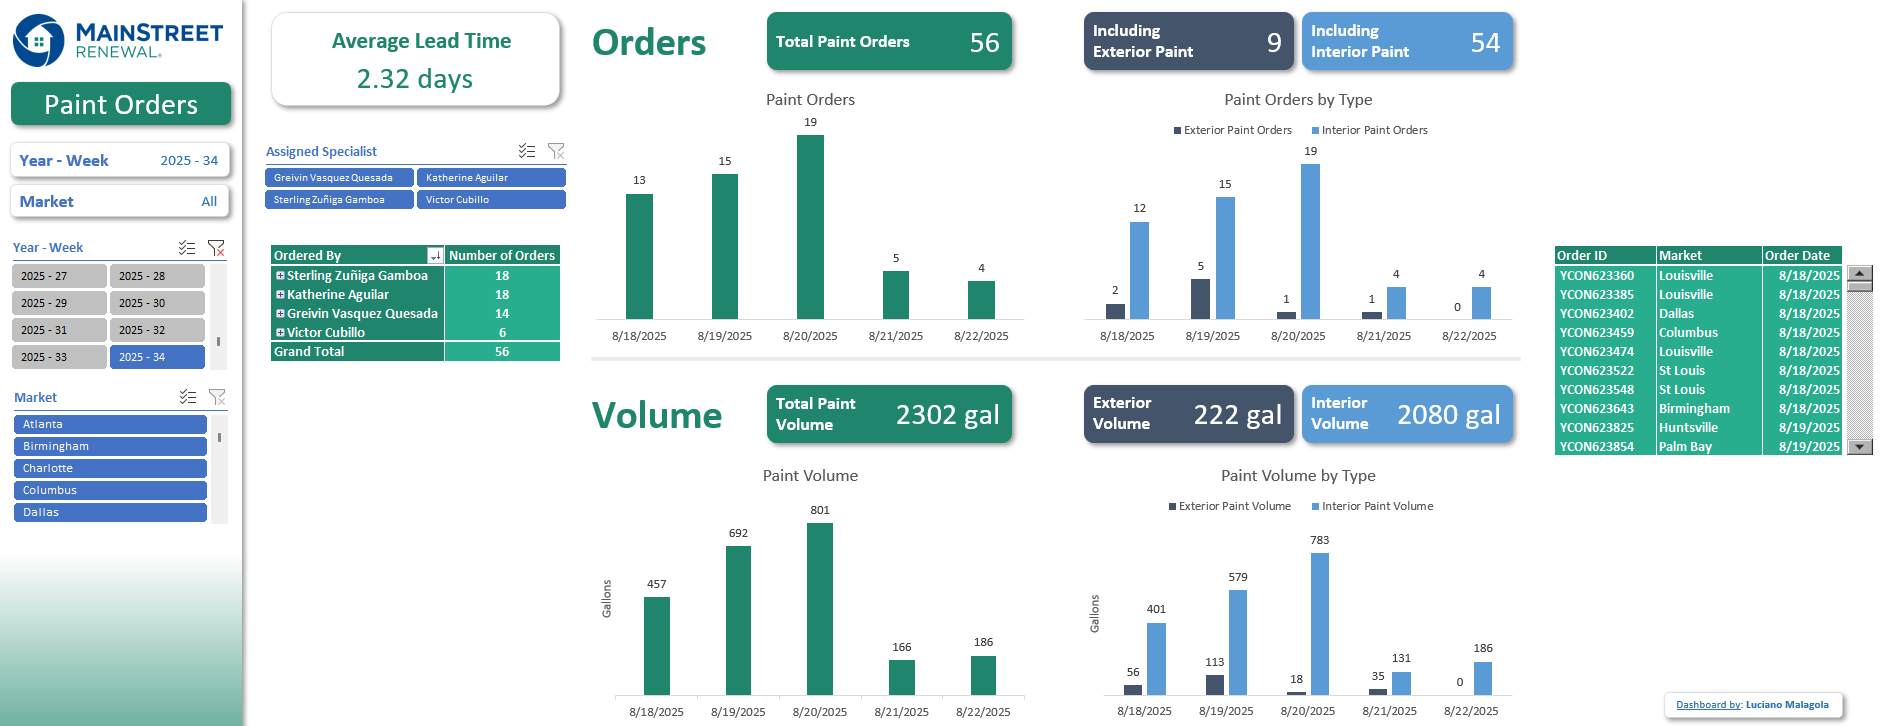 MAINSTREET
RENEWAL®
Paint Orders
Year - Week 2025 - 34
Market All
Year - Week
2025 - 27 2025 - 28
2025 - 29 2025 - 30
2025 - 31 2025 - 32
2025 - 33 2025 - 34
Market
Atlanta
Birmingham
Charlotte
Columbus
Dallas
Average Lead Time
2.32 days
Assigned Specialist
Greivin Vasquez Quesada Katherine Aguilar
Sterling Zuñiga Gamboa Victor Cubillo
Ordered By Number of Orders
Sterling Zuñiga Gamboa 18
Katherine Aguilar 18
Greivin Vasquez Quesada 14
Victor Cubillo 6
Grand Total 56
Orders
Total Paint Orders 56
Including
Exterior Paint 9
Including
Interior Paint 54
Paint Orders
13 15 19 5 4
8/18/2025 8/19/2025 8/20/2025 8/21/2025 8/22/2025
Paint Orders by Type
Exterior Paint Orders Interior Paint Orders
2 12 5 15 1 19 1 4 0 4
8/18/2025 8/19/2025 8/20/2025 8/21/2025 8/22/2025
Volume
Total Paint
Volume 2302 gal
Exterior
Volume 222 gal
Interior
Volume 2080 gal
Paint Volume
Gallons
457 692 801 166 186
8/18/2025 8/19/2025 8/20/2025 8/21/2025 8/22/2025
Paint Volume by Type
Exterior Paint Volume Interior Paint Volume
Gallons
56 401 113 579 18 783 35 131 0 186
8/18/2025 8/19/2025 8/20/2025 8/21/2025 8/22/2025
Order ID Market Order Date
YCON623360 Louisville 8/18/2025
YCON623385 Louisville 8/18/2025
YCON623402 Dallas 8/18/2025
YCON623459 Columbus 8/18/2025
YCON623474 Louisville 8/18/2025
YCON623522 St Louis 8/18/2025
YCON623548 St Louis 8/18/2025
YCON623643 Birmingham 8/18/2025
YCON623825 Huntsville 8/19/2025
YCON623854 Palm Bay 8/19/2025
Dashboard by: Luciano Malagola